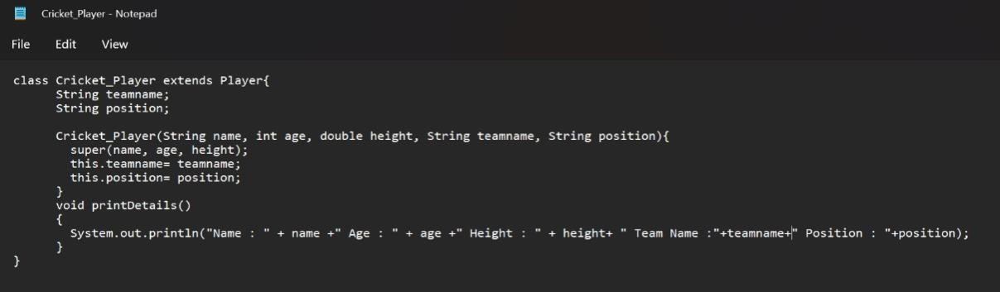 Cricket_Player - Notepad
File Edit View
class Cricket_Player extends Player{
String teamname;
String position;
Cricket_Player(String name, int age, double height, String teamname, String position){
super(name, age, height);
this.teamname= teamname;
this.position= position;
}
void printDetails()
{
System.out.println("Name : " + name +" Age : " + age +" Height : " + height+ " Team Name :"+teamname+" Position : "+position);
}
}